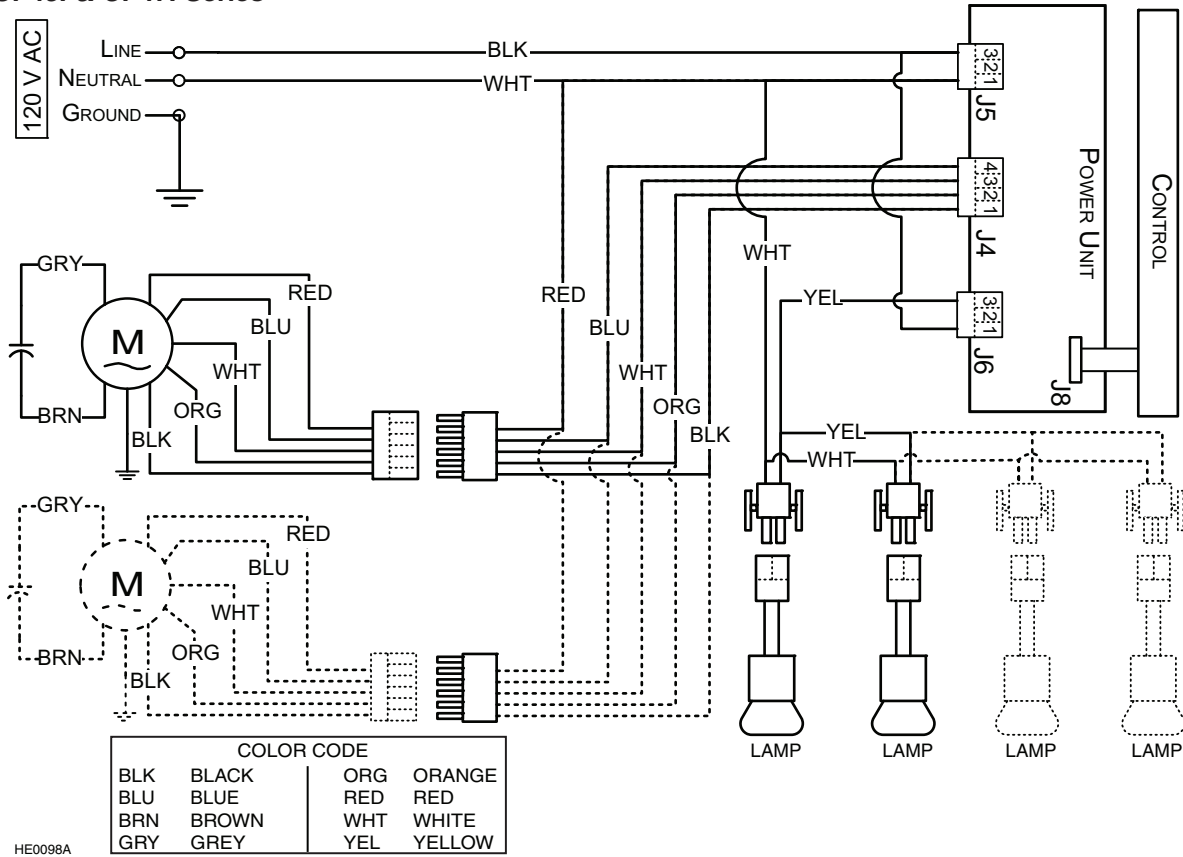 120 V AC
LINE
NEUTRAL
GROUND
BLK
WHT
3 2 1
J5
4 3 2 1
J4
3 2 1
J6
J8
POWER UNIT
CONTROL
WHT
YEL
GRY
BRN
M
RED
BLU
WHT
ORG
BLK
RED
BLU
WHT
ORG
BLK
YEL
WHT
GRY
BRN
M
RED
BLU
WHT
ORG
BLK
LAMP
LAMP
LAMP
LAMP
COLOR CODE
BLK BLACK ORG ORANGE
BLU BLUE RED RED
BRN BROWN WHT WHITE
GRY GREY YEL YELLOW
HE0098A